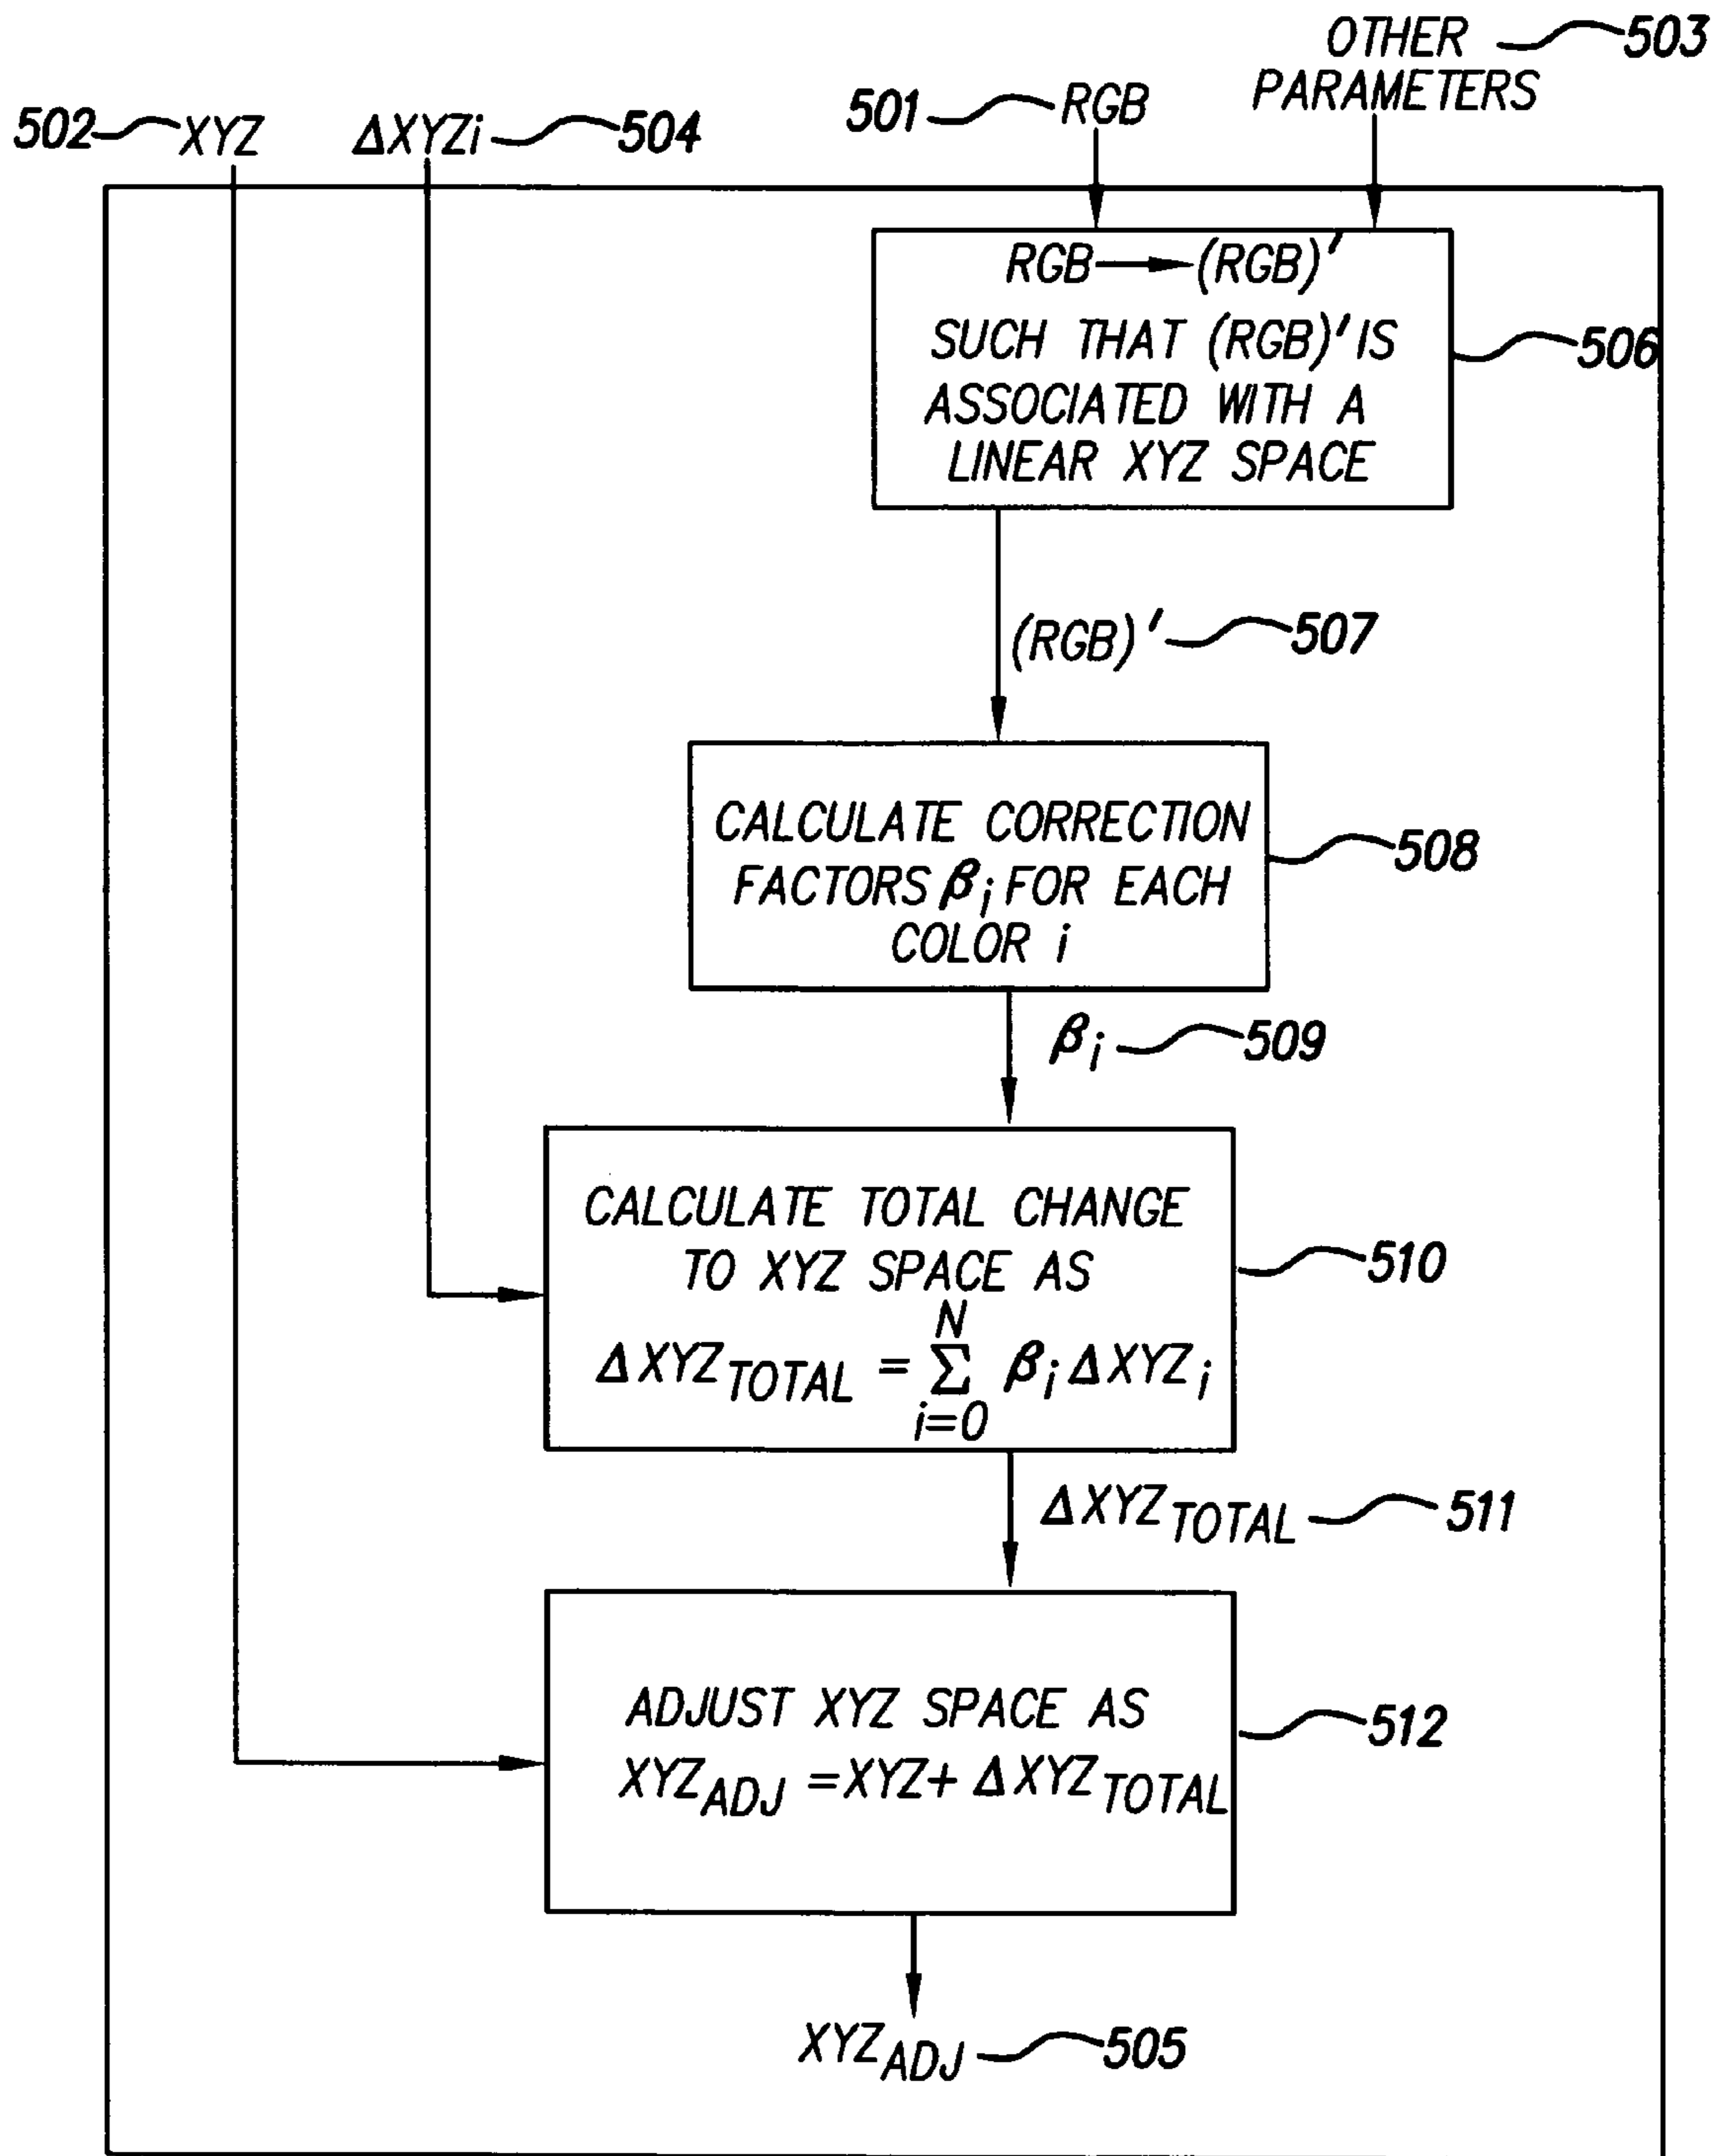 OTHER 503
PARAMETERS
501 RGB
502 XYZ ΔXYZi 504
RGB (RGB)'
SUCH THAT (RGB)' IS
ASSOCIATED WITH A
LINEAR XYZ SPACE
506
(RGB)' 507
CALCULATE CORRECTION
FACTORS βi FOR EACH
COLOR i
508
βi 509
CALCULATE TOTAL CHANGE
TO XYZ SPACE AS
ΔXYZTOTAL = N Σ i=0 βi ΔXYZi
510
ΔXYZTOTAL 511
ADJUST XYZ SPACE AS
XYZADJ = XYZ + ΔXYZTOTAL
512
XYZADJ 505